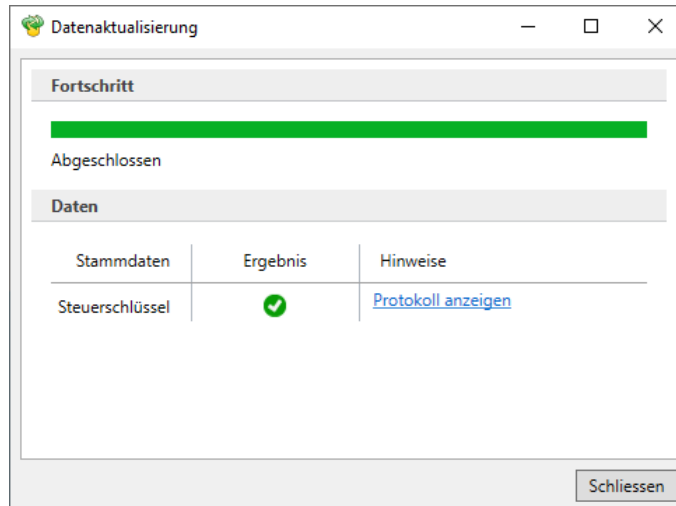 Datenaktualisierung
Fortschritt
Abgeschlossen
Daten
Stammdaten Ergebnis Hinweise
Steuerschlüssel Protokoll anzeigen
Schliessen